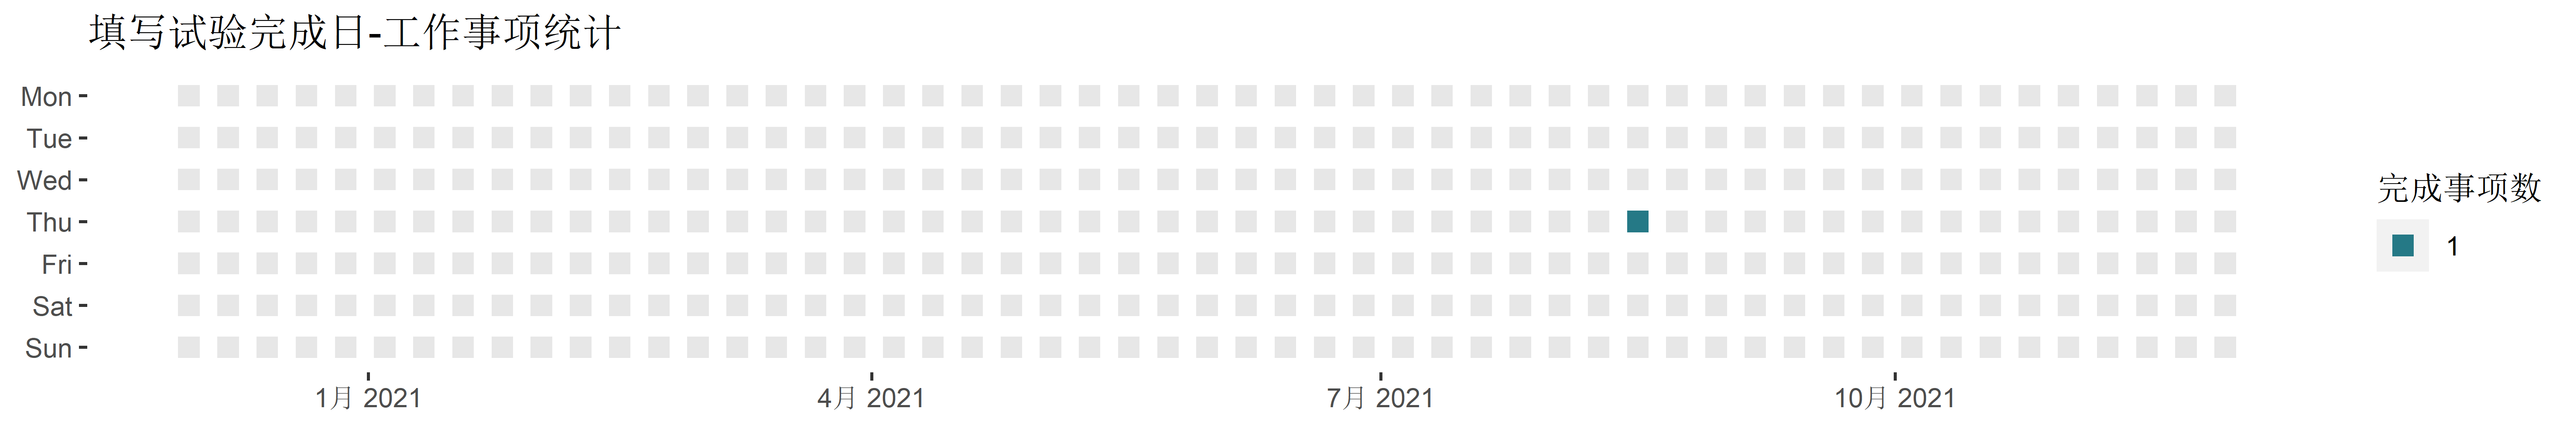 填写试验完成日-工作事项统计
Mon
Tue
Wed
Thu
Fri
Sat
Sun
1月 2021
4月 2021
7月 2021
10月 2021
完成事项数
1